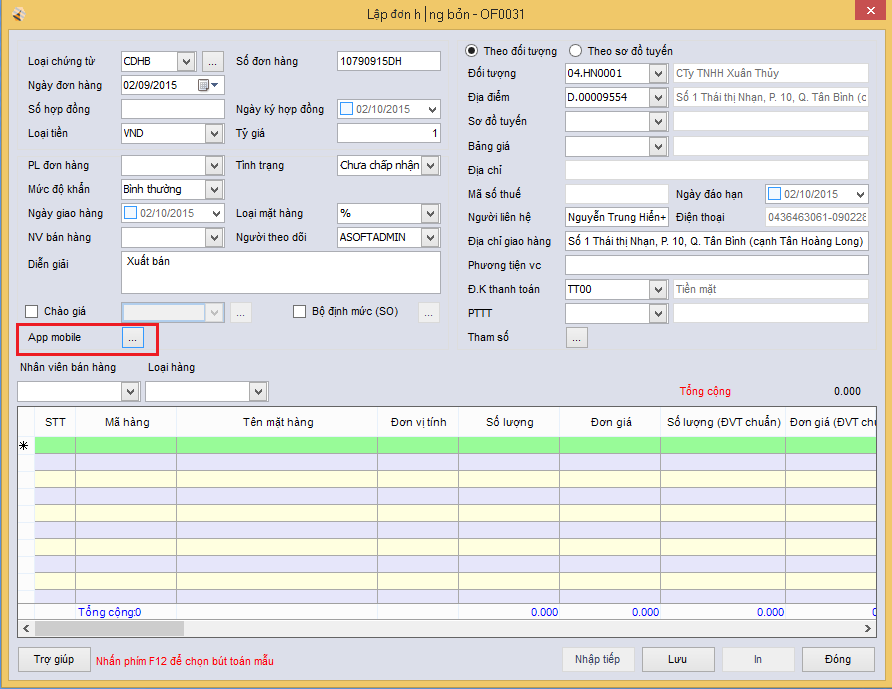 Lập đơn h|ng bán - OF0031
Loại chứng từ CDHB ... Số đơn hàng 10790915DH
Ngày đơn hàng 02/09/2015
Số hợp đồng Ngày ký hợp đồng 02/10/2015
Loại tiền VND Tỷ giá 1
PL đơn hàng Tình trạng Chưa chấp nhận
Mức độ khẩn Bình thường
Ngày giao hàng 02/10/2015 Loại mặt hàng %
NV bán hàng Người theo dõi ASOFTADMIN
Diễn giải Xuất bán
Chào giá ... Bộ định mức (SO) ...
App mobile ...
Theo đối tượng Theo sơ đồ tuyến
Đối tượng 04.HN0001 CTy TNHH Xuân Thủy
Địa điểm D.00009554 Số 1 Thái thị Nhạn, P. 10, Q. Tân Bình (c
Sơ đồ tuyến
Bảng giá
Địa chỉ
Mã số thuế Ngày đáo hạn 02/10/2015
Người liên hệ Nguyễn Trung Hiển+ Điện thoại 0436463061-090228
Địa chỉ giao hàng Số 1 Thái thị Nhạn, P. 10, Q. Tân Bình (cạnh Tân Hoàng Long)
Phương tiện vc
Đ.K thanh toán TT00 Tiền mặt
PTTT
Tham số ...
Nhân viên bán hàng Loại hàng
Tổng cộng 0.000
STT Mã hàng Tên mặt hàng Đơn vị tính Số lượng Đơn giá Số lượng (ĐVT chuẩn) Đơn giá (ĐVT chu
Tổng cộng:0 0.000 0.000 0.000 0
Trợ giúp Nhấn phím F12 để chọn bút toán mẫu Nhập tiếp Lưu In Đóng